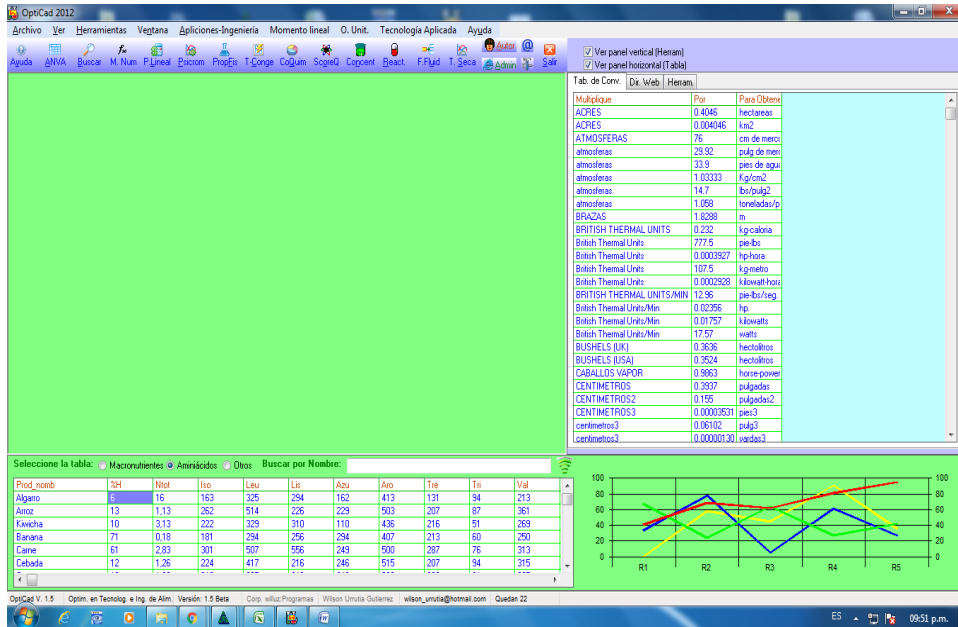 OptiCad 2012
Archivo Ver Herramientas Ventana Apliciones-Ingeniería Momento lineal O. Unit. Tecnología Aplicada Ayuda
Ayuda ANVA Buscar M. Num P.Lineal Psicrom PropFis T-Conge CoQuim ScoreQ Concent React. F.Fluid T. Seca Autor Admin Salir
Ver panel vertical (Herram)
Ver panel horizontal (Tabla)
Tab. de Conv. Dir. Web Herram.
Multiplique Por Para Obtene
ACRES 0.4046 hectareas
ACRES 0.004046 km2
ATMOSFERAS 76 cm de mercu
atmosferas 29.92 pulg de merc
atmosferas 33.9 pies de agua
atmosferas 1.03333 Kg/cm2
atmosferas 14.7 lbs/pulg2
atmosferas 1.058 toneladas/p
BRAZAS 1.8288 m
BRITISH THERMAL UNITS 0.232 kg-caloria
British Thermal Units 777.5 pie-lbs
British Thermal Units 0.0003927 hp-hora
British Thermal Units 107.5 kg-metro
British Thermal Units 0.0002928 kilowatt-hora
BRITISH THERMAL UNITS/MIN 12.96 pie-lbs/seg.
British Thermal Units/Min 0.02356 hp.
British Thermal Units/Min 0.01757 kilowatts
British Thermal Units/Min 17.57 watts
BUSHELS (UK) 0.3636 hectolitros
BUSHELS (USA) 0.3524 hectolitros
CABALLOS VAPOR 0.9863 horse-power
CENTIMETROS 0.3937 pulgadas
CENTIMETROS2 0.155 pulgadas2
CENTIMETROS3 0.00003531 pies3
centimetros3 0.06102 pulg3
centimetros3 0.00000130 yardas3
Seleccione la tabla: Macronutrientes Aminiácidos Otros Buscar por Nombre:
Prod_nomb %H Ntot Iso Leu Lis Azu Aro Tre Tri Val
Algarro 6 16 163 325 294 162 413 131 94 213
Arroz 13 1,13 262 514 226 229 503 207 87 361
Kiwicha 10 3,13 222 329 310 110 436 216 51 269
Banana 71 0,18 181 294 256 294 407 213 60 250
Carne 61 2,83 301 507 556 249 500 287 76 313
Cebada 12 1,26 224 417 216 246 515 207 94 315
100 100
80 80
60 60
40 40
20 20
0 0
R1 R2 R3 R4 R5
OptiCad V. 1.5 Optim. en Tecnolog. e Ing. de Alim. Versión: 1.5 Beta Corp. willuz:Programas Wilson Urrutia Gutierrez wilson_urrutia@hotmail.com Quedan 22
ES 09:51 p.m.